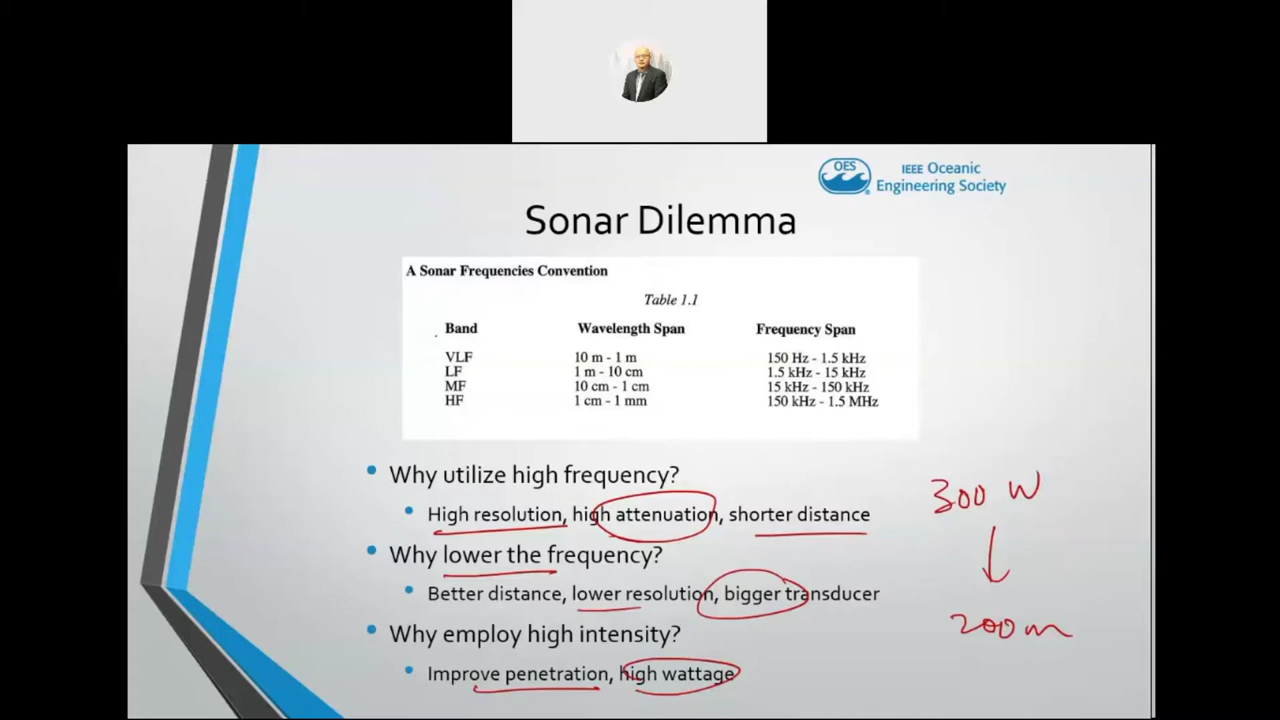 OES
IEEE Oceanic
Engineering Society
Sonar Dilemma
A Sonar Frequencies Convention
Table 1.1
Band Wavelength Span Frequency Span
VLF 10 m - 1 m 150 Hz - 1.5 kHz
LF 1 m - 10 cm 1.5 kHz - 15 kHz
MF 10 cm - 1 cm 15 kHz - 150 kHz
HF 1 cm - 1 mm 150 kHz - 1.5 MHz
• Why utilize high frequency?
• High resolution, high attenuation, shorter distance
• Why lower the frequency?
• Better distance, lower resolution, bigger transducer
• Why employ high intensity?
• Improve penetration, high wattage
300 W
200m